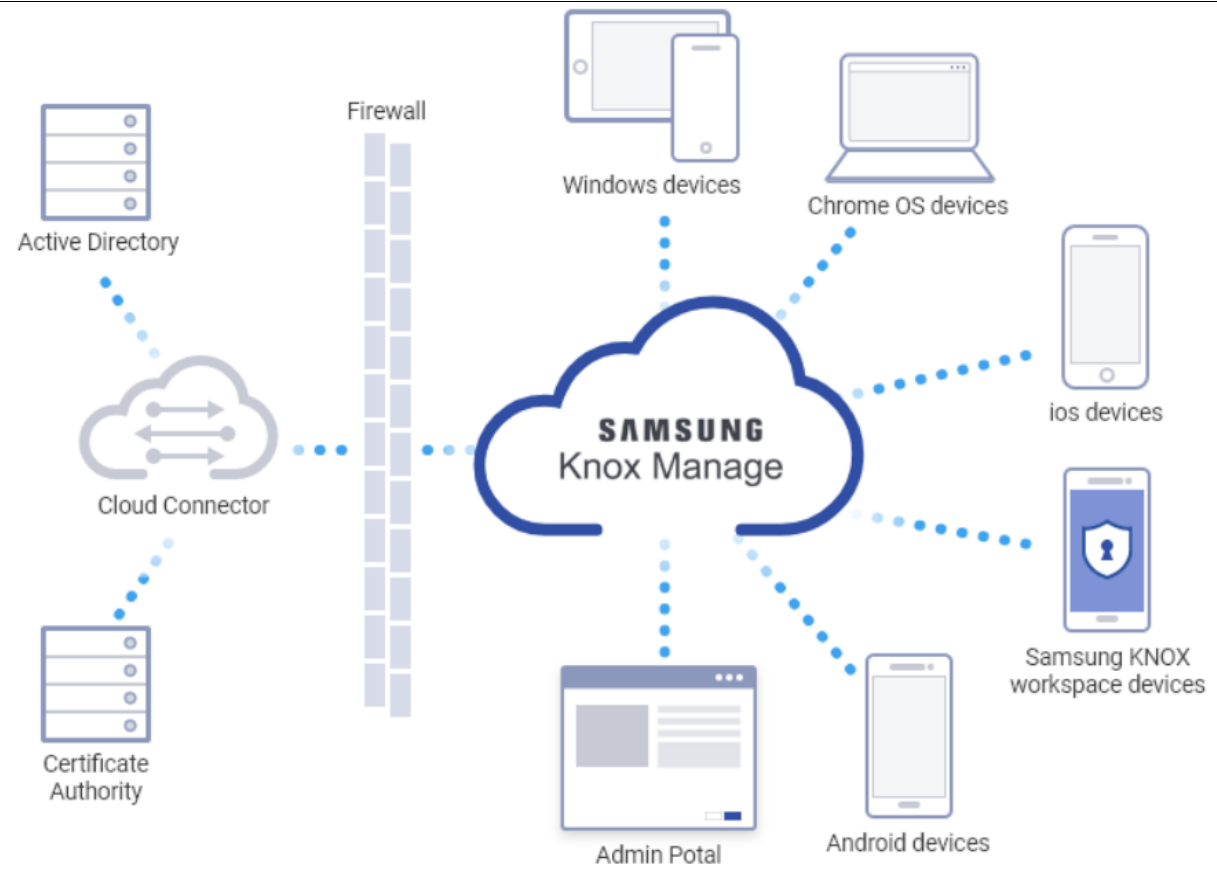 Firewall
Windows devices
Chrome OS devices
Active Directory
ios devices
SAMSUNG
Knox Manage
Cloud Connector
Samsung KNOX
workspace devices
Certificate
Authority
Android devices
Admin Potal